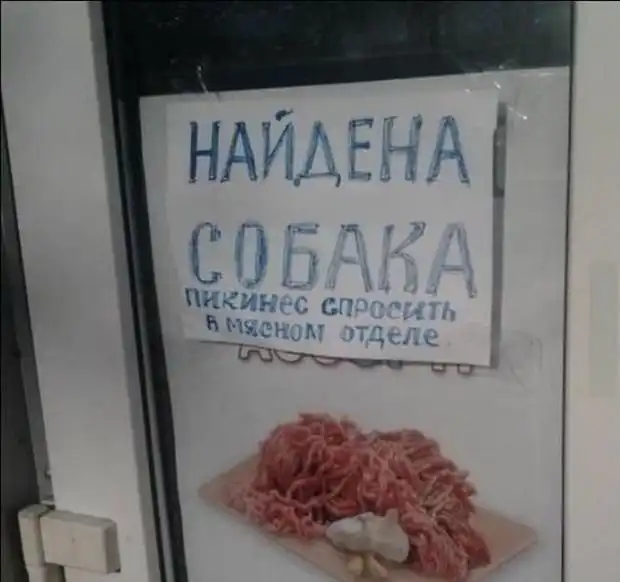 НАЙДЕНА
СОБАКА
ПИКИНЕС СПРОСИТЬ
В МЯСНОМ ОТДЕЛЕ